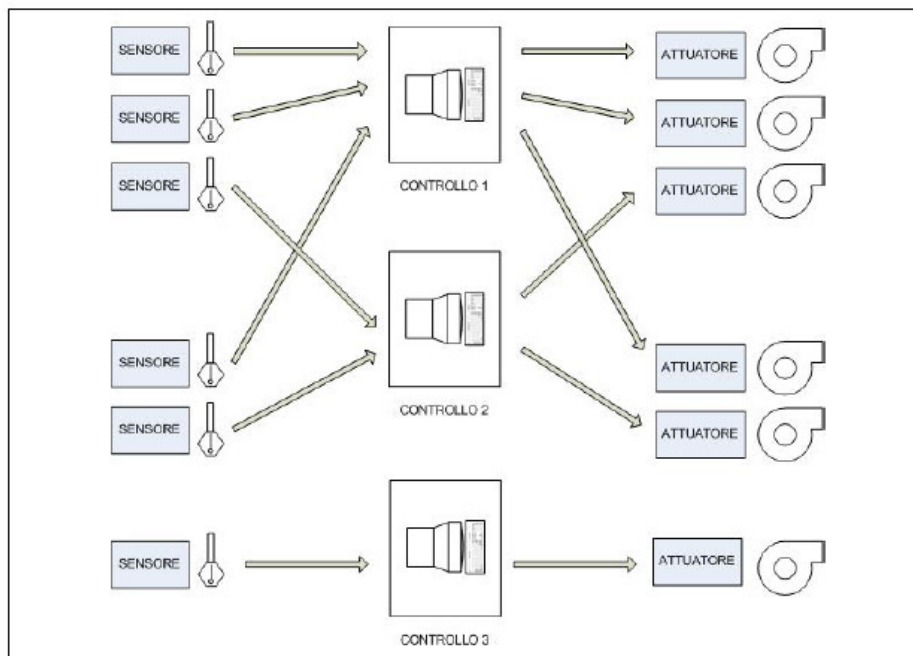 SENSORE
ATTUATORE
SENSORE
ATTUATORE
SENSORE
ATTUATORE
CONTROLLO 1
SENSORE
ATTUATORE
SENSORE
ATTUATORE
CONTROLLO 2
SENSORE
ATTUATORE
CONTROLLO 3